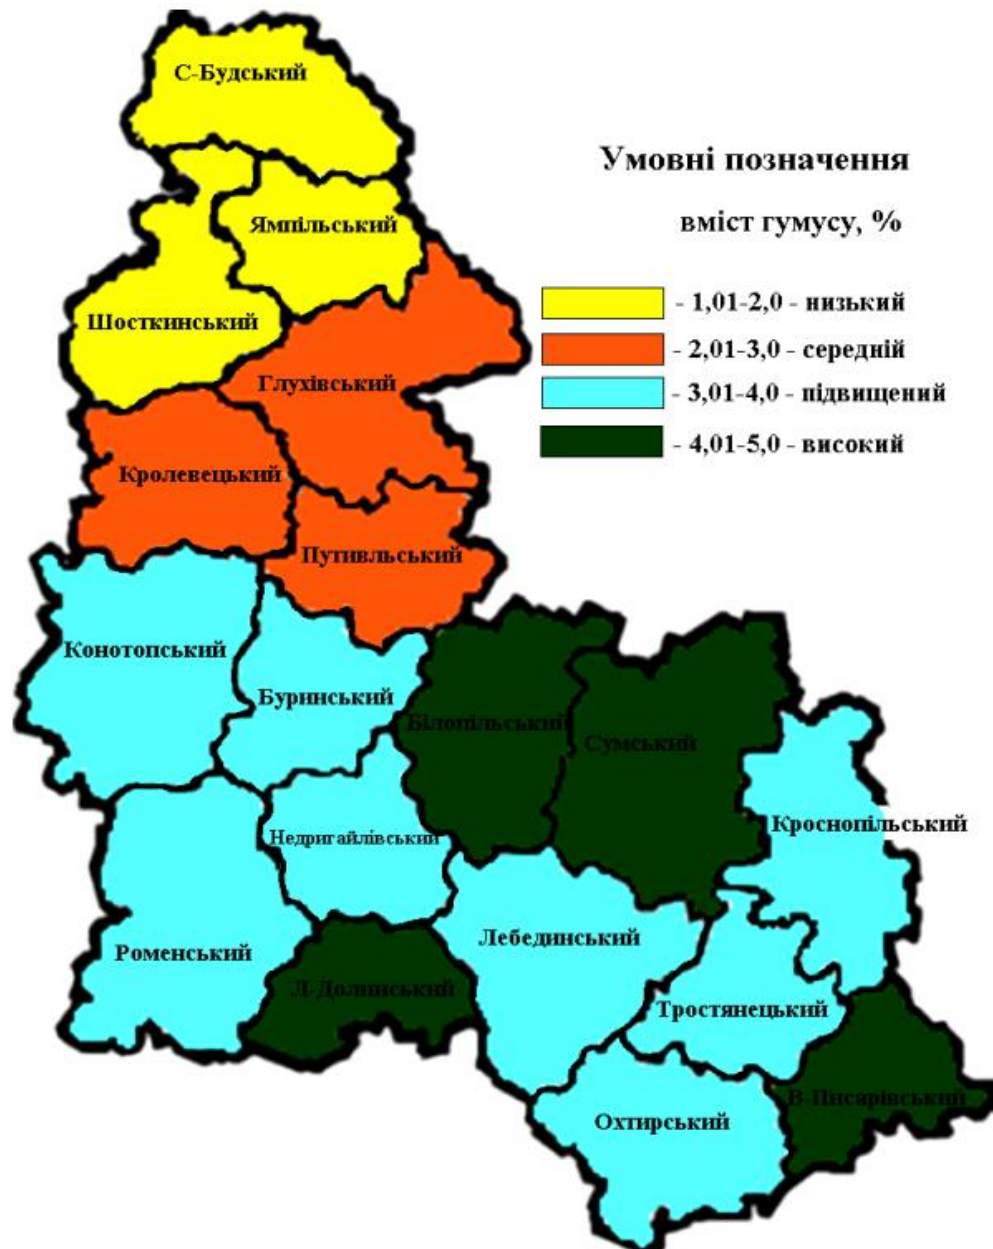 С-Будський
Умовні позначення
Ямпільський
вміст гумусу, %
- 1,01-2,0 - низький
Шосткинський
- 2,01-3,0 - середній
Глухівський
- 3,01-4,0 - підвищений
- 4,01-5,0 - високий
Кролевецький
Путивльський
Конотопський
Буринський
Білопільський
Сумський
Кроснопільський
Недригайлівський
Лебединський
Роменський
Л-Долинський
Тростянецький
В-Писарівський
Охтирський